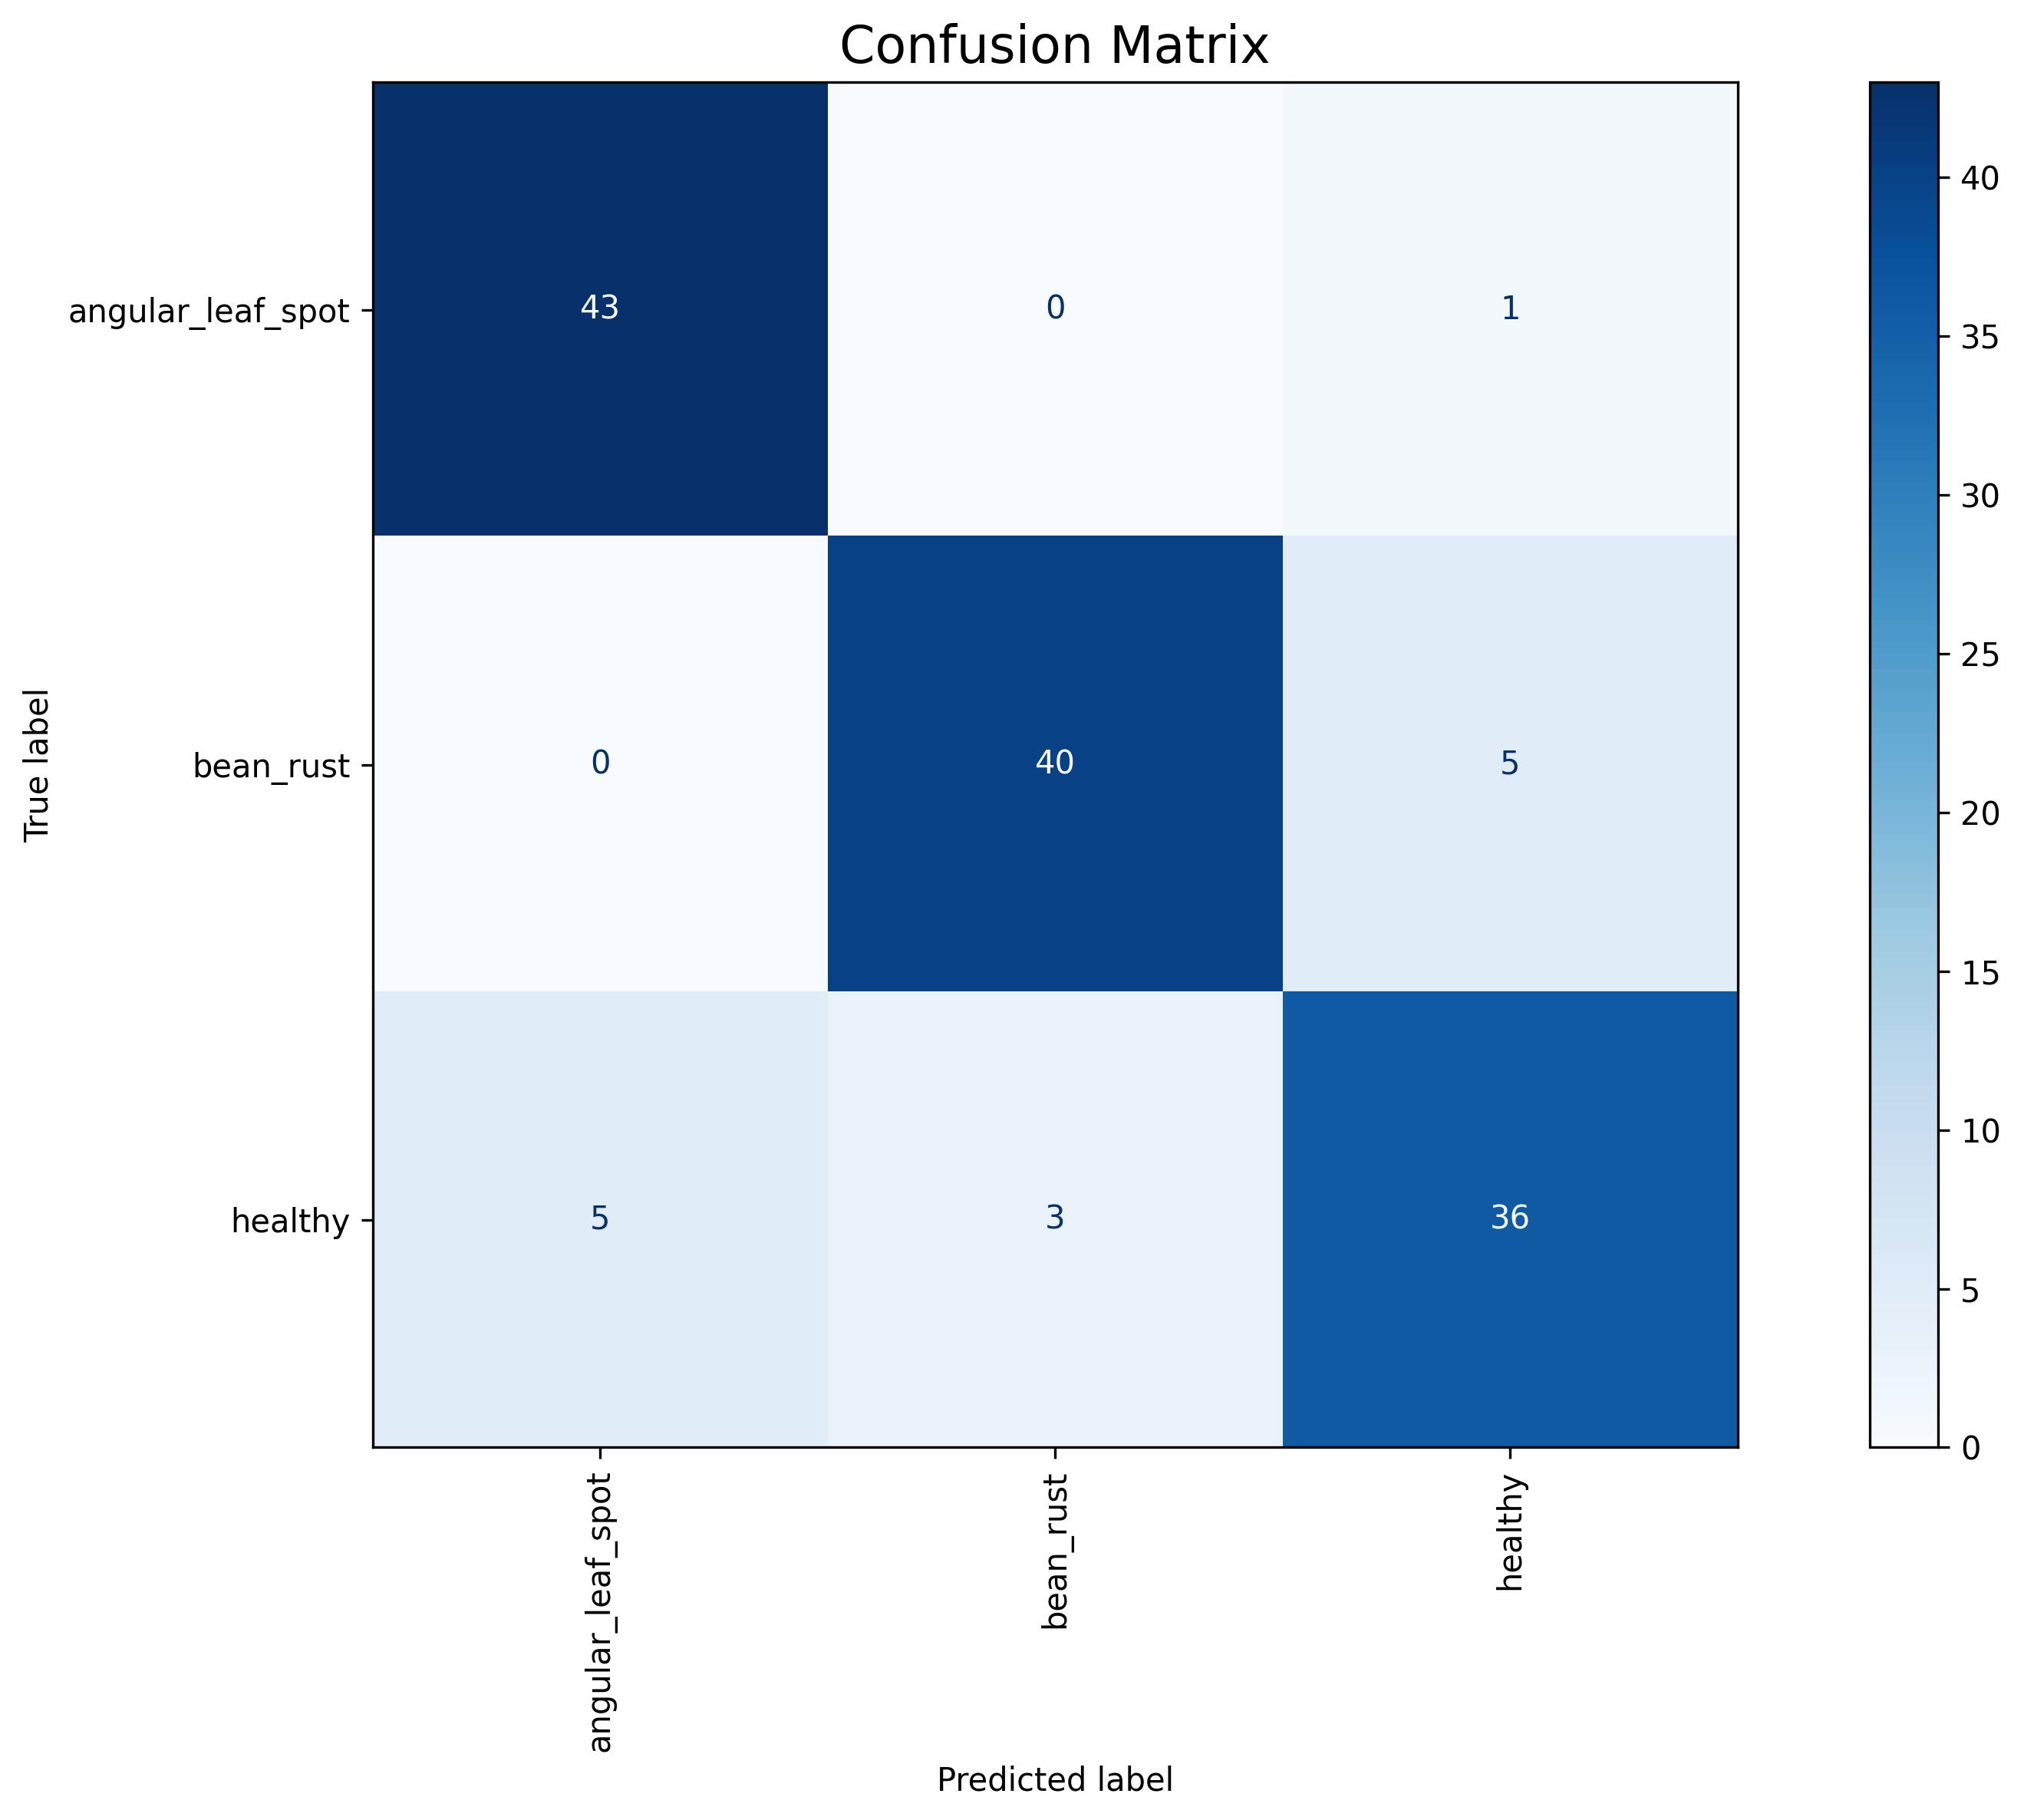 Confusion Matrix
True label
angular_leaf_spot
43
0
1
bean_rust
0
40
5
healthy
5
3
36
angular_leaf_spot
bean_rust
healthy
Predicted label
40
35
30
25
20
15
10
5
0